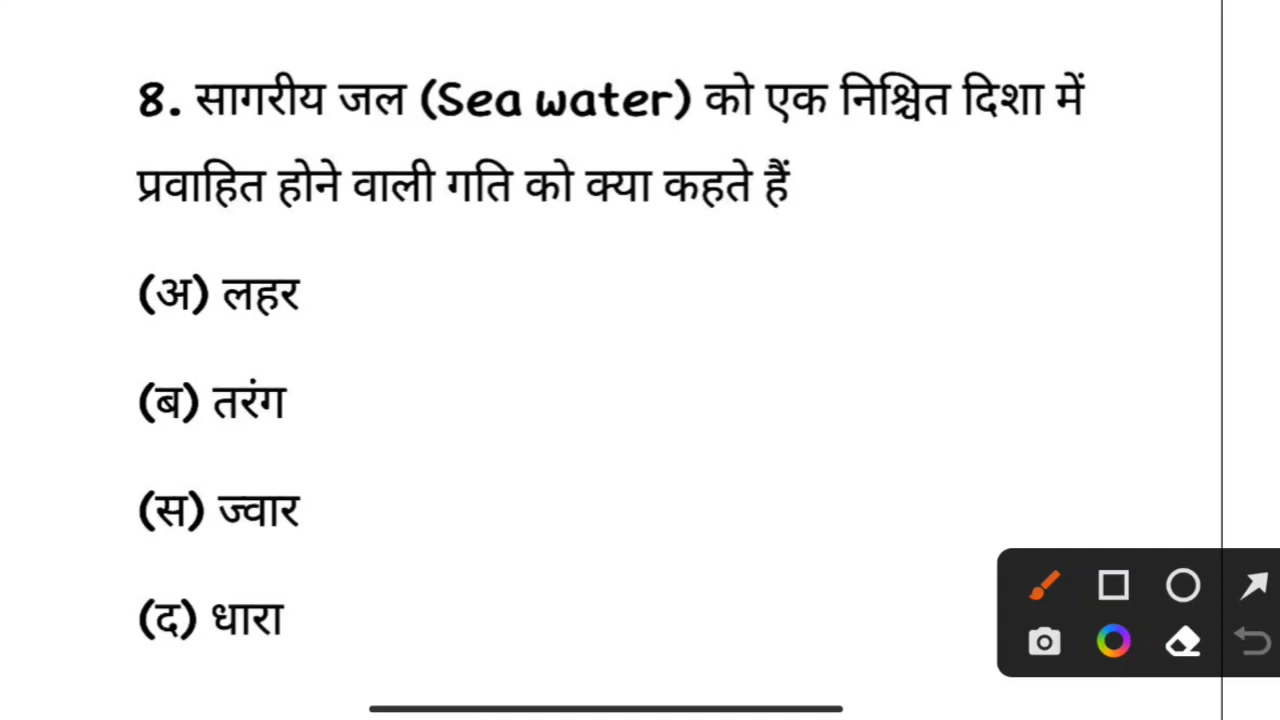 8. सागरीय जल (Sea water) को एक निश्चित दिशा में
प्रवाहित होने वाली गति को क्या कहते हैं
(अ) लहर
(ब) तरंग
(स) ज्वार
(द) धारा